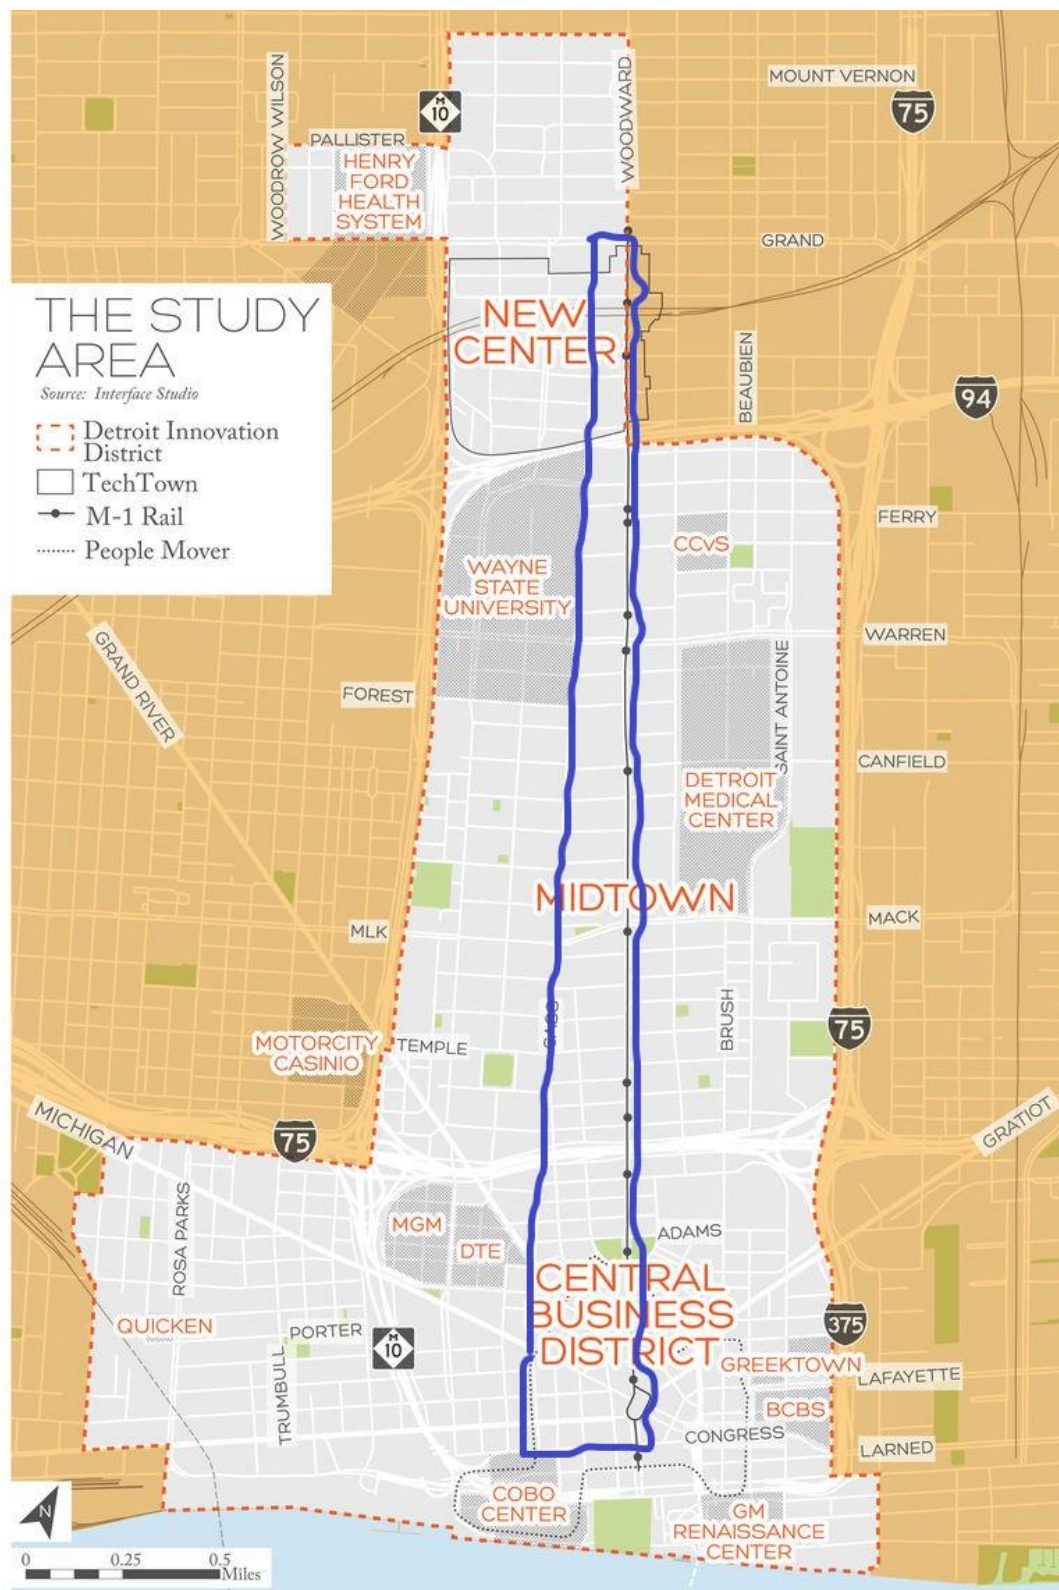 WOODROW WILSON
WOODWARD
MOUNT VERNON
M
10
75
PALLISTER
HENRY
FORD
HEALTH
SYSTEM
GRAND
THE STUDY
AREA
Source: Interface Studio
Detroit Innovation
District
TechTown
M-1 Rail
People Mover
NEW
CENTER
BEAUBIEN
94
FERRY
CCvS
WAYNE
STATE
UNIVERSITY
WARREN
GRAND RIVER
FOREST
SAINT ANTOINE
CANFIELD
DETROIT
MEDICAL
CENTER
MIDTOWN
MLK
MACK
CASS
BRUSH
75
MOTORCITY
CASINIO
TEMPLE
MICHIGAN
75
GRATIOT
ROSA PARKS
MGM
DTE
ADAMS
CENTRAL
BUSINESS
DISTRICT
QUICKEN
PORTER
M
10
375
TRUMBULL
GREEKTOWN
LAFAYETTE
BCBS
CONGRESS
LARNED
COBO
CENTER
GM
RENAISSANCE
CENTER
N
0 0.25 0.5
Miles